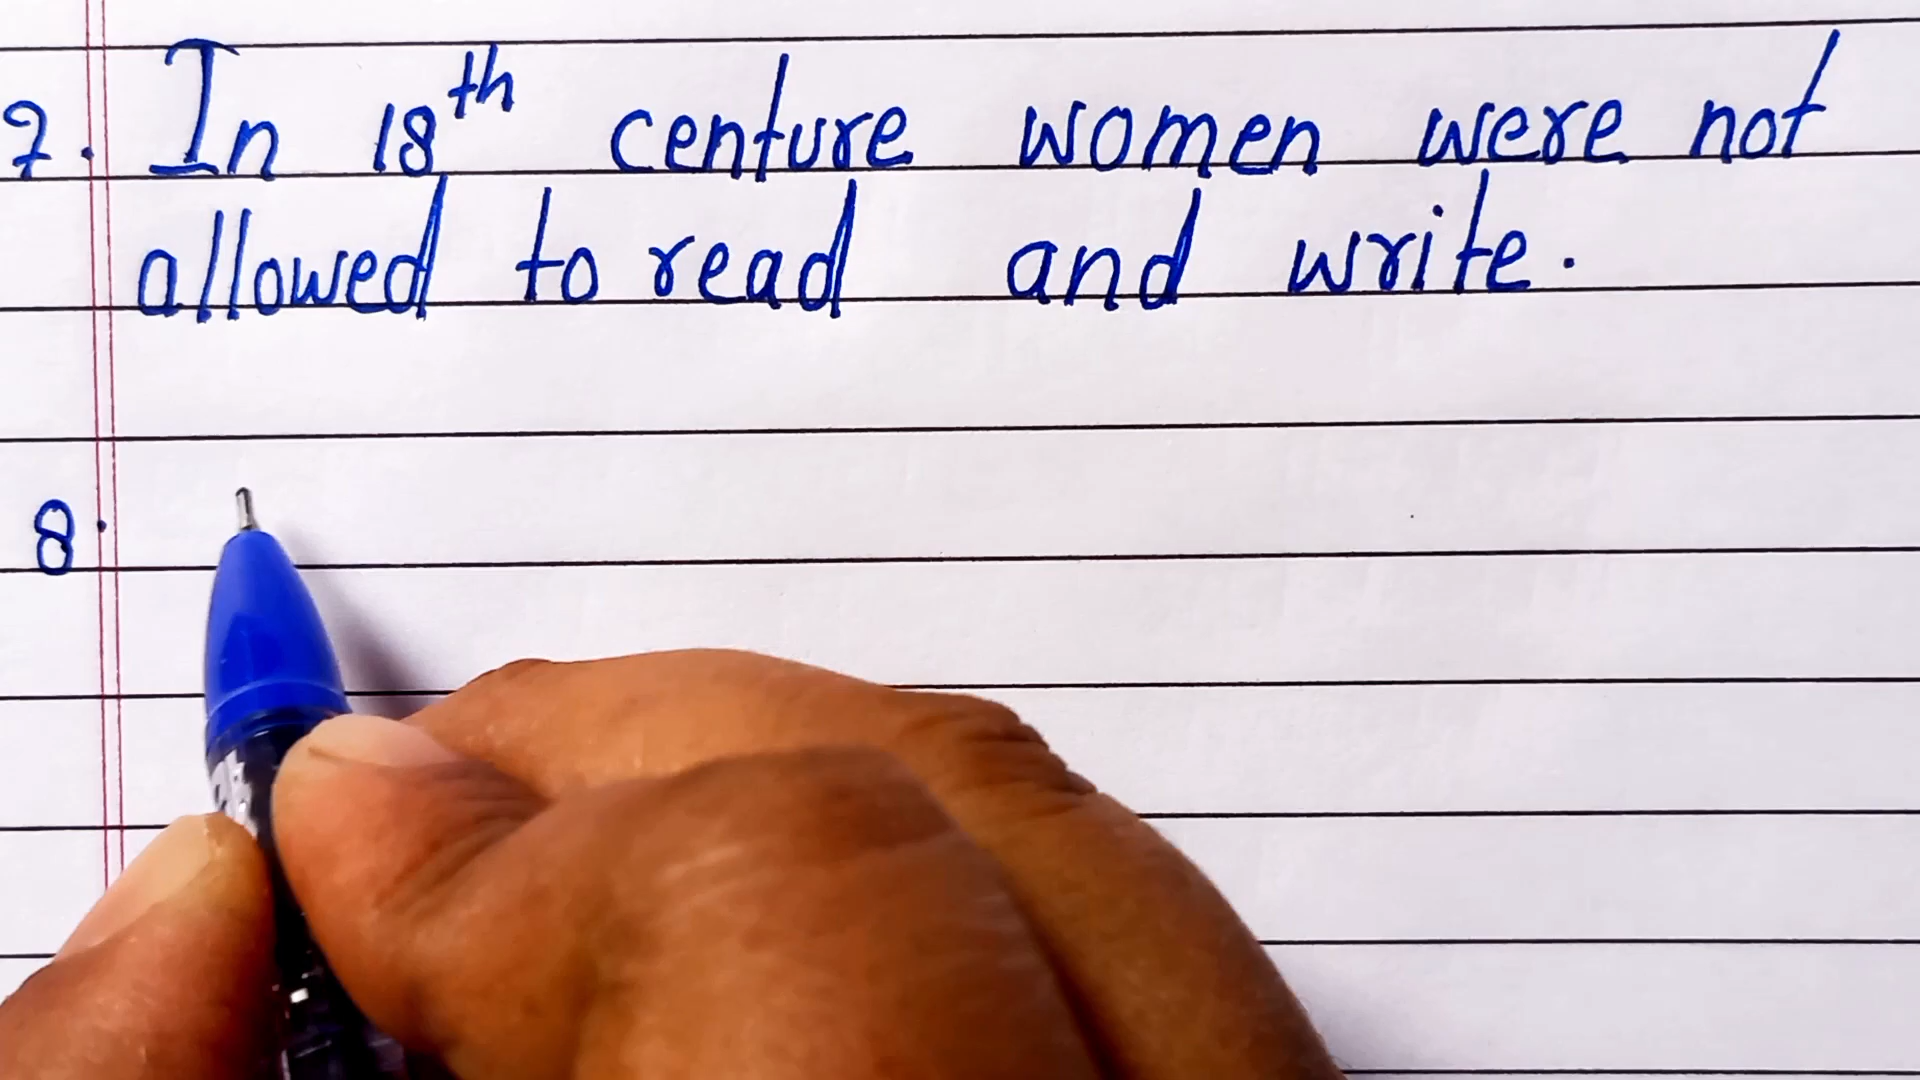 7. In 18th centure women were not
allowed to read and write.
8.